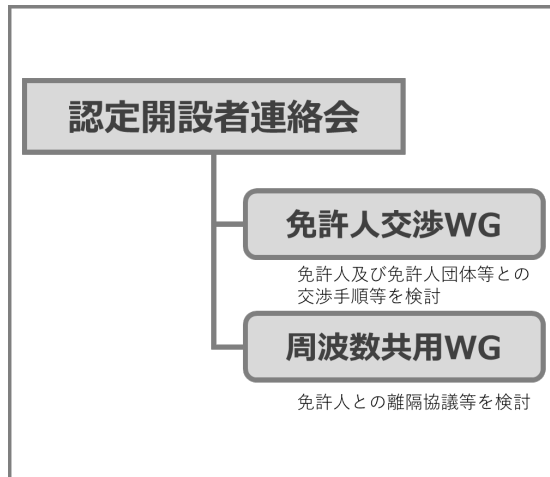 認定開設者連絡会
免許人交渉WG
免許人及び免許人団体等との
交渉手順等を検討
周波数共用WG
免許人との離隔協議等を検討